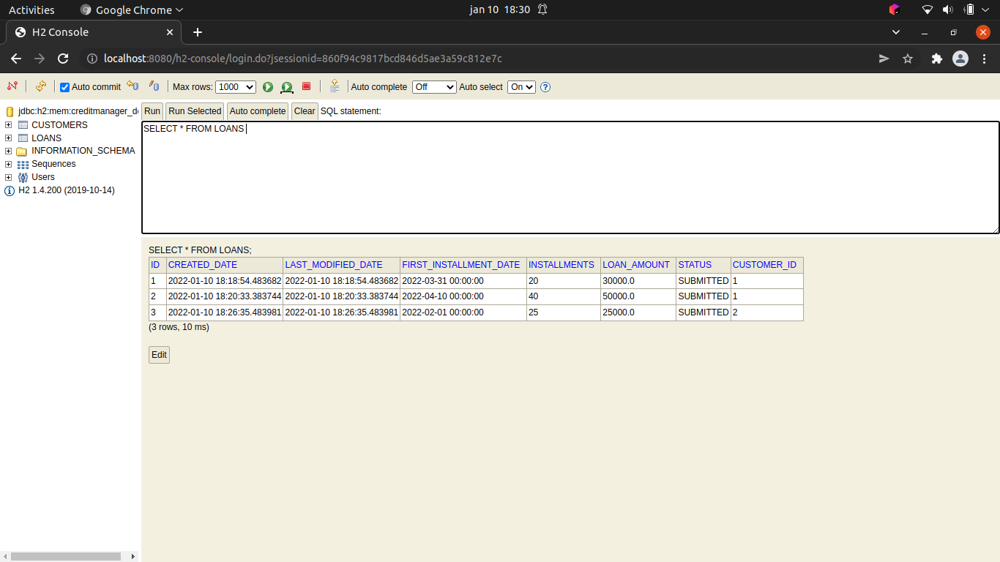 Activities Google Chrome jan 10 18:30
H2 Console
localhost:8080/h2-console/login.do?jsessionid=860f94c9817bcd846d5ae3a59c812e7c
Auto commit Max rows: 1000 Auto complete Off Auto select On
jdbc:h2:mem:creditmanager_de
CUSTOMERS
LOANS
INFORMATION_SCHEMA
Sequences
Users
H2 1.4.200 (2019-10-14)
Run Run Selected Auto complete Clear SQL statement:
SELECT * FROM LOANS
SELECT * FROM LOANS;
ID CREATED_DATE LAST_MODIFIED_DATE FIRST_INSTALLMENT_DATE INSTALLMENTS LOAN_AMOUNT STATUS CUSTOMER_ID
1 2022-01-10 18:18:54.483682 2022-01-10 18:18:54.483682 2022-03-31 00:00:00 20 30000.0 SUBMITTED 1
2 2022-01-10 18:20:33.383744 2022-01-10 18:20:33.383744 2022-04-10 00:00:00 40 50000.0 SUBMITTED 1
3 2022-01-10 18:26:35.483981 2022-01-10 18:26:35.483981 2022-02-01 00:00:00 25 25000.0 SUBMITTED 2
(3 rows, 10 ms)
Edit